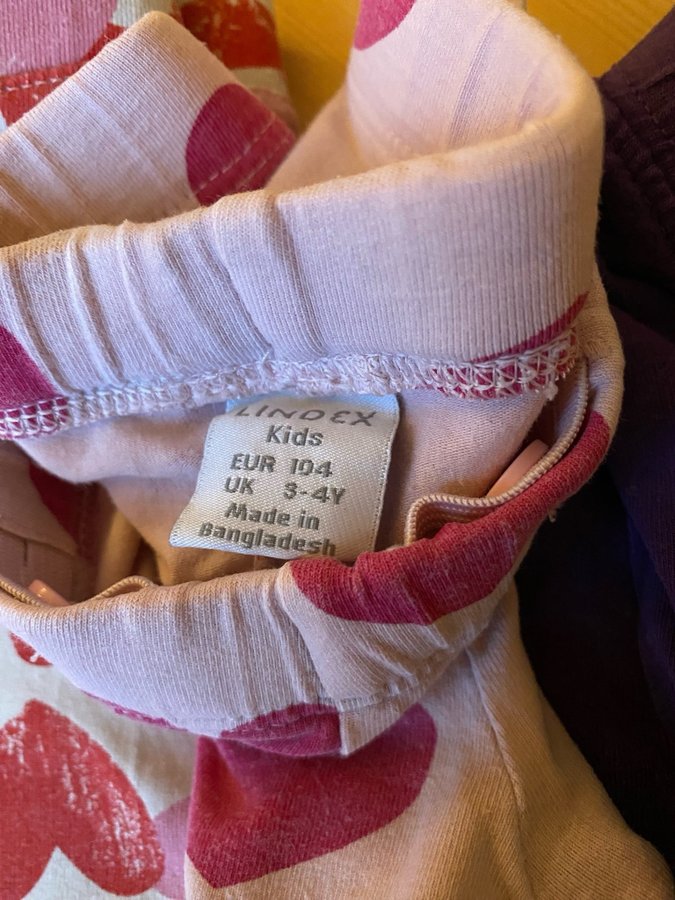 LINDEX
Kids
EUR 104
UK 3-4Y
Made in
Bangladesh